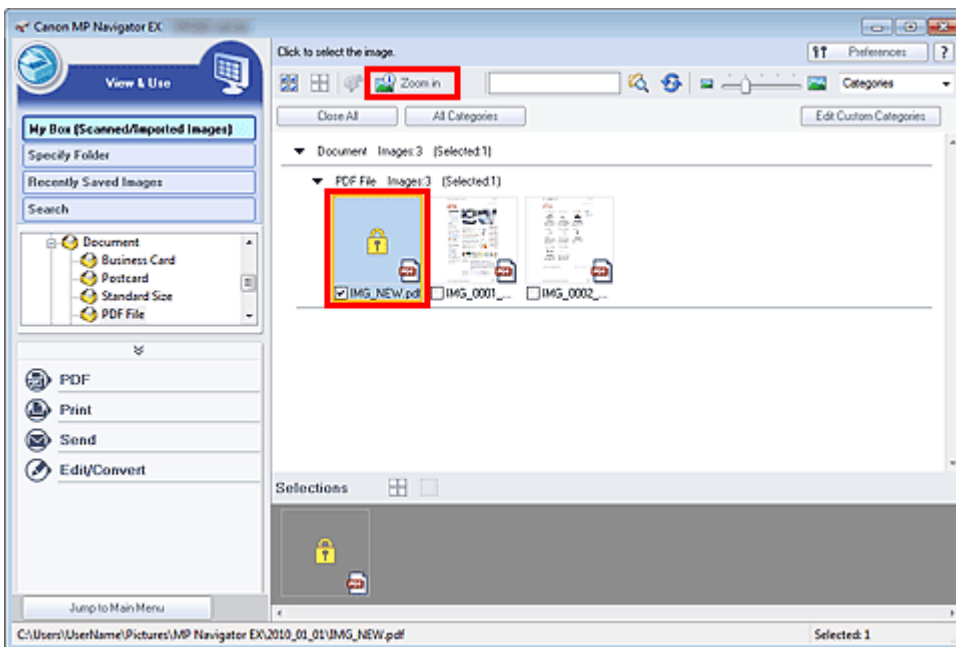 Canon MP Navigator EX
View & Use
My Box (Scanned/Imported Images)
Specify Folder
Recently Saved Images
Search
Document
Business Card
Postcard
Standard Size
PDF File
PDF
Print
Send
Edit/Convert
Jump to Main Menu
Click to select the image.
Preferences
?
Zoom in
Categories
Close All
All Categories
Edit Custom Categories
Document Images:3 (Selected:1)
PDF File Images:3 (Selected:1)
IMG_NEW.pdf
IMG_0001_...
IMG_0002_...
Selections
C:\Users\UserName\Pictures\MP Navigator EX\2010_01_01\IMG_NEW.pdf
Selected: 1